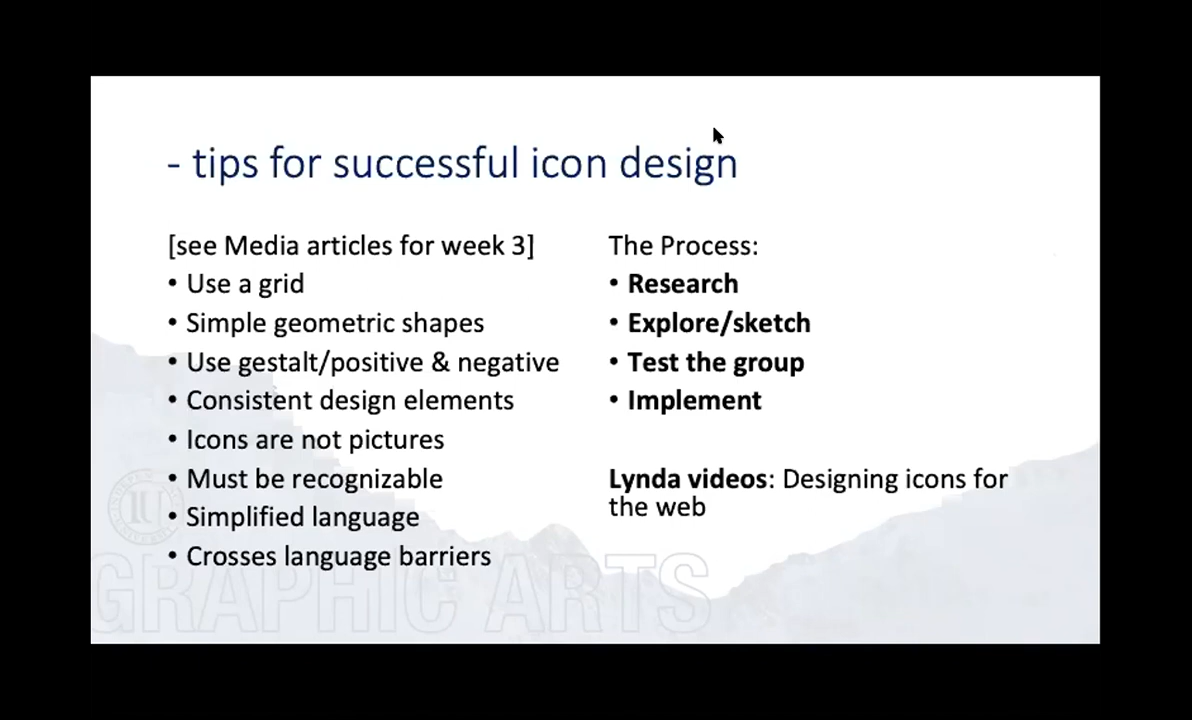 - tips for successful icon design
[see Media articles for week 3]
• Use a grid
• Simple geometric shapes
• Use gestalt/positive & negative
• Consistent design elements
• Icons are not pictures
• Must be recognizable
• Simplified language
• Crosses language barriers
The Process:
• Research
• Explore/sketch
• Test the group
• Implement
Lynda videos: Designing icons for
the web
IU
GRAPHIC ARTS